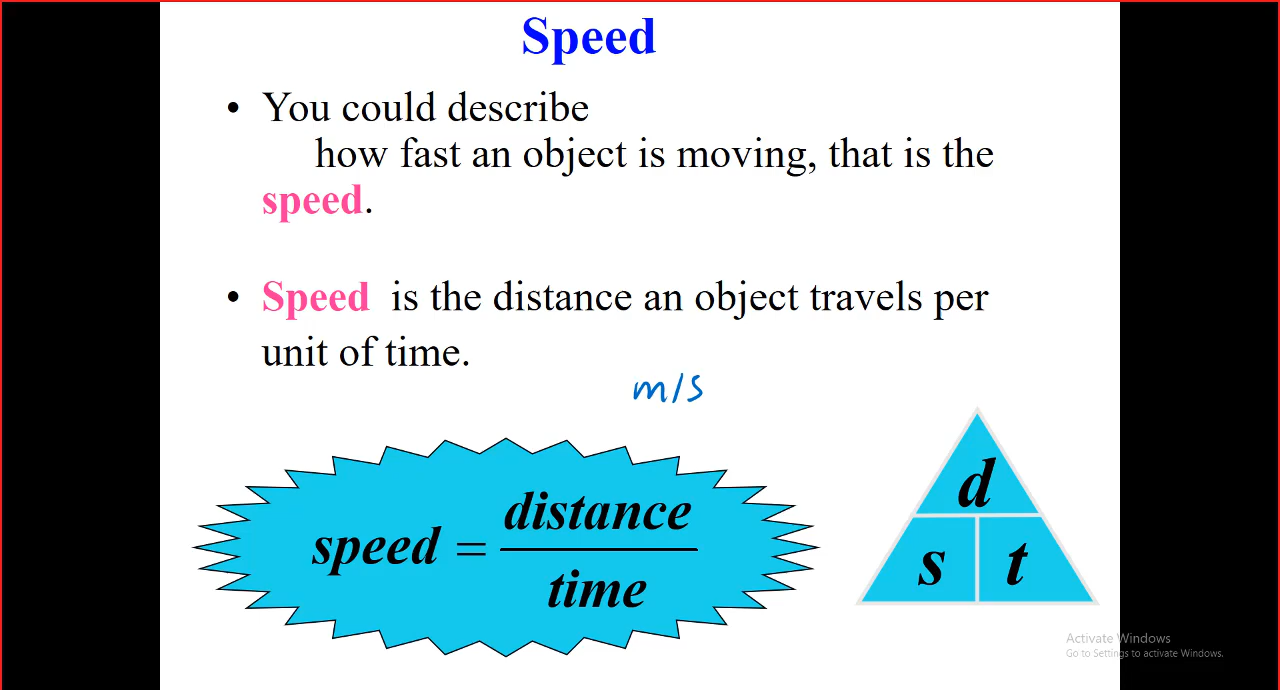 Speed
• You could describe
how fast an object is moving, that is the
speed.
• Speed is the distance an object travels per
unit of time.
m/s
speed = distance / time
d
s t
Activate Windows
Go to Settings to activate Windows.